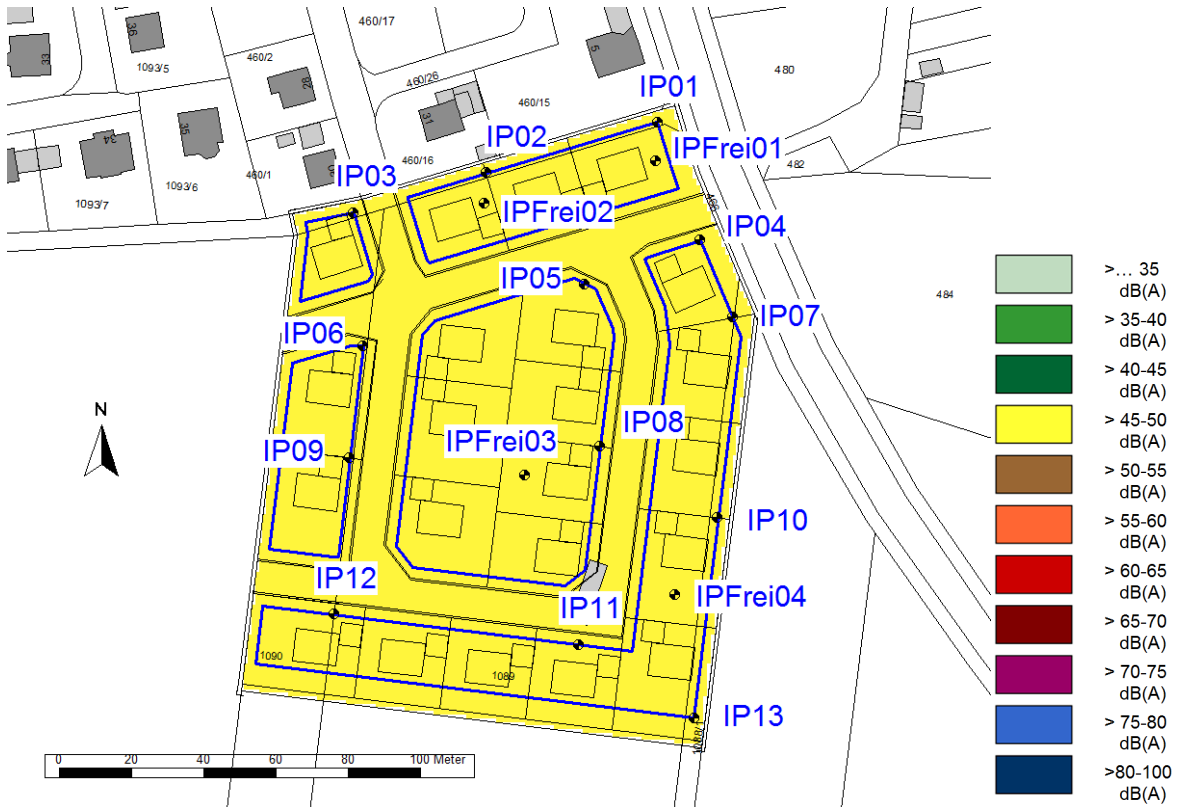 460/17
36
33
1093/5
460/2
28
460/26
5
480
IP01
460/15
31
35
34
IP02
460/16
IPFrei01
482
460/1
1093/6
IP03
1093/7
IPFrei02
IP04
>... 35
dB(A)
IP05
484
> 35-40
dB(A)
IP07
IP06
> 40-45
dB(A)
N
IP08
> 45-50
dB(A)
IPFrei03
IP09
> 50-55
dB(A)
IP10
> 55-60
dB(A)
IP12
> 60-65
dB(A)
IP11
IPFrei04
> 65-70
dB(A)
1090
1089
> 70-75
dB(A)
IP13
1088/
> 75-80
dB(A)
0 20 40 60 80 100 Meter
>80-100
dB(A)